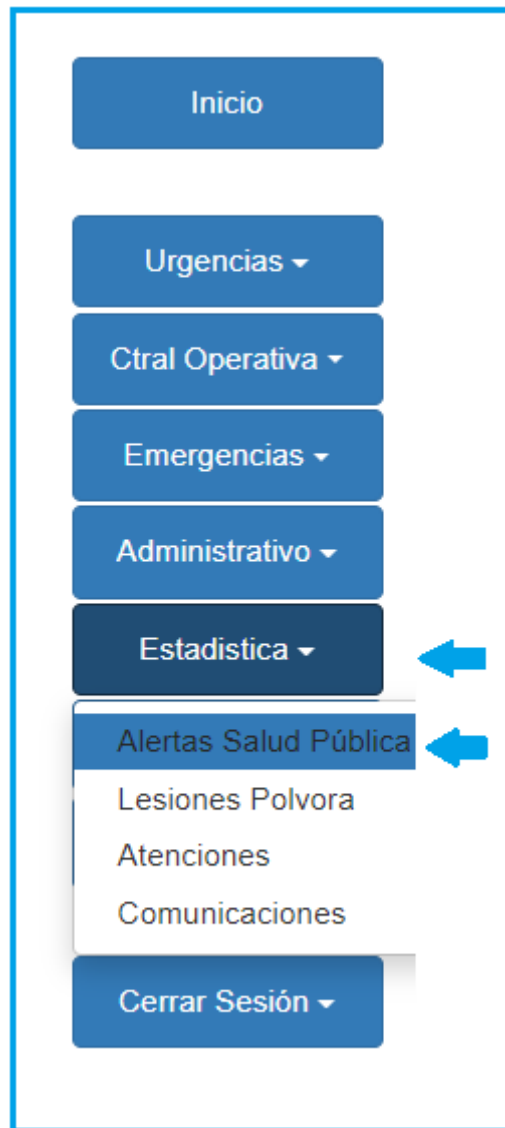 Inicio
Urgencias
Ctral Operativa
Emergencias
Administrativo
Estadistica
Alertas Salud Pública
Lesiones Polvora
Atenciones
Comunicaciones
Cerrar Sesión